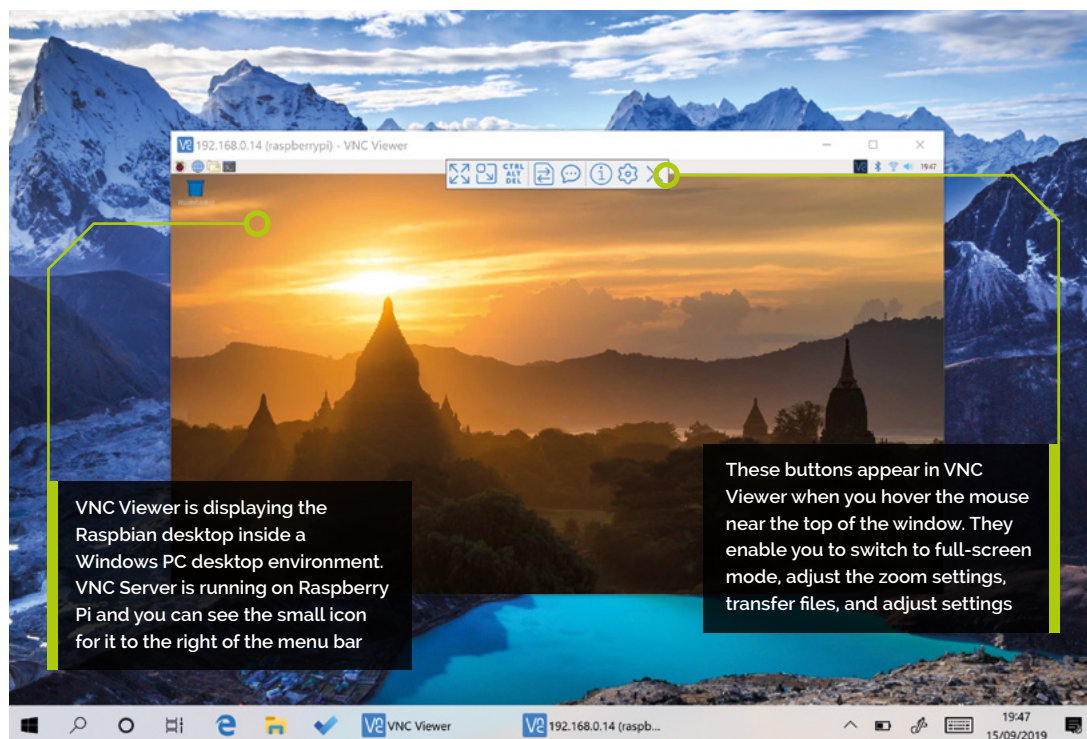 V2 192.168.0.14 (raspberrypi) - VNC Viewer
CTRL
ALT
DEL
V2 19:47
VNC Viewer is displaying the
Raspbian desktop inside a
Windows PC desktop environment.
VNC Server is running on Raspberry
Pi and you can see the small icon
for it to the right of the menu bar
These buttons appear in VNC
Viewer when you hover the mouse
near the top of the window. They
enable you to switch to full-screen
mode, adjust the zoom settings,
transfer files, and adjust settings
V2 VNC Viewer
V2 192.168.0.14 (raspb...
19:47
15/09/2019